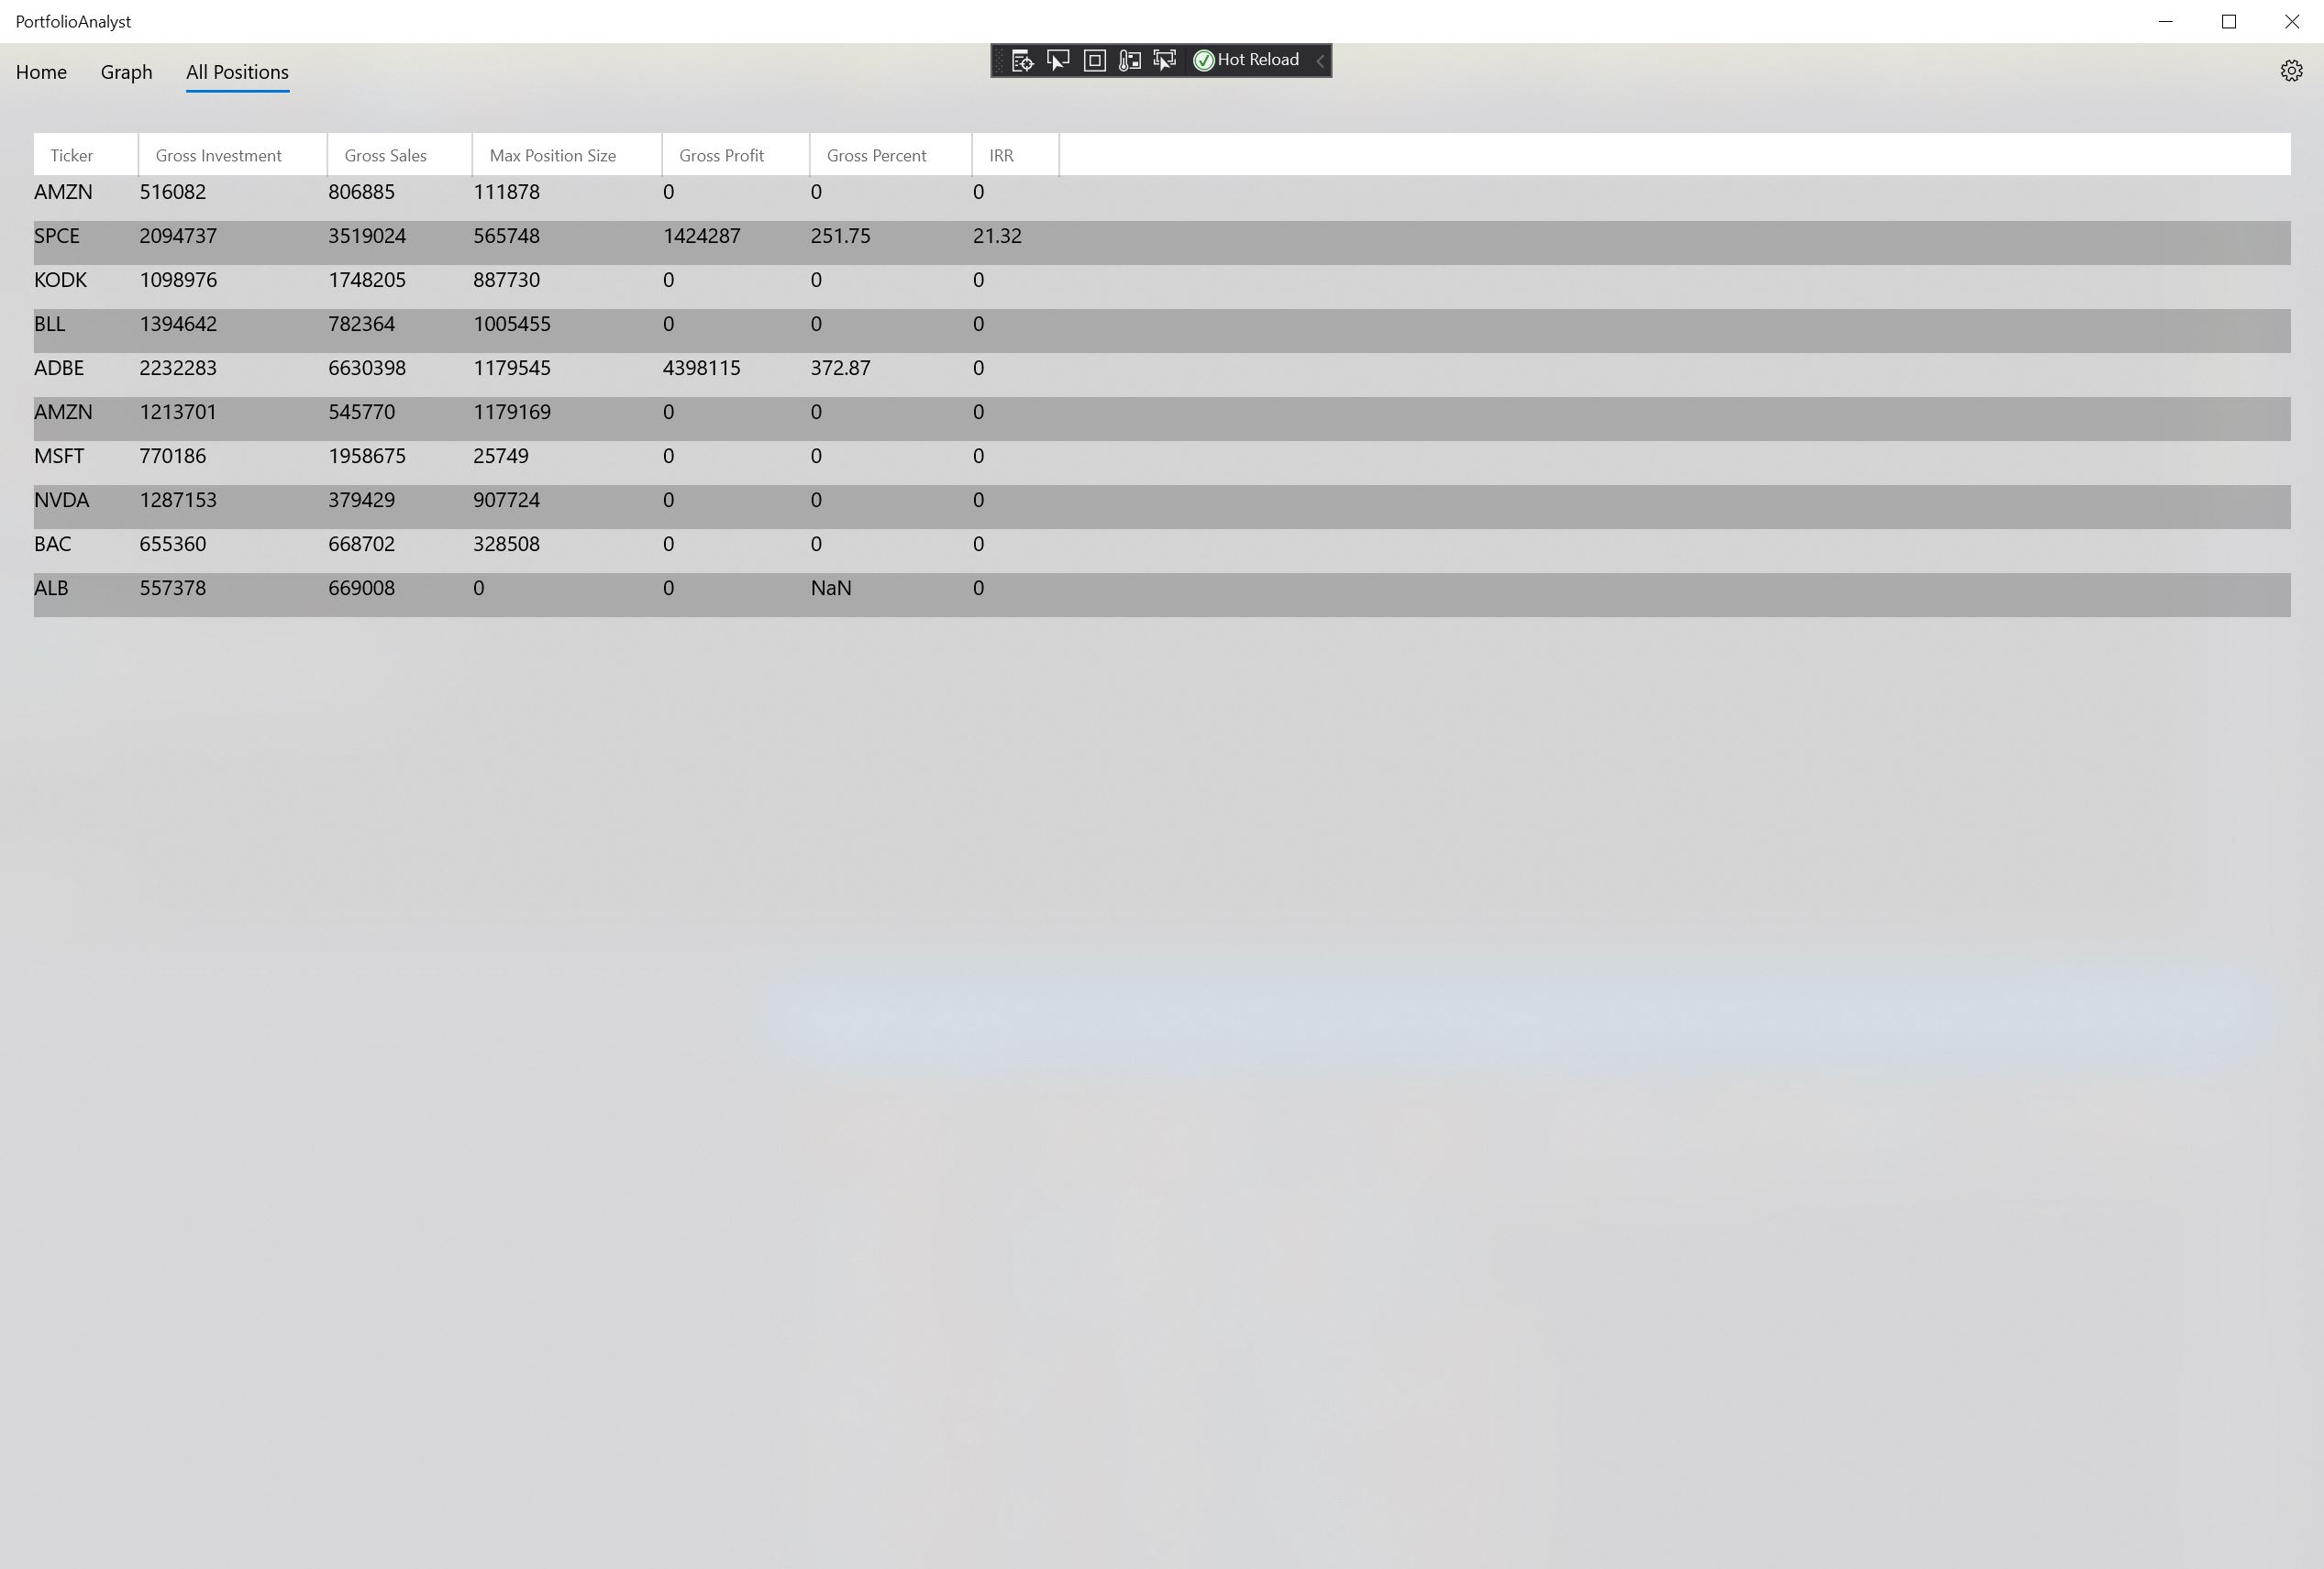 PortfolioAnalyst
Hot Reload
Home Graph All Positions
Ticker Gross Investment Gross Sales Max Position Size Gross Profit Gross Percent IRR
AMZN 516082 806885 111878 0 0 0
SPCE 2094737 3519024 565748 1424287 251.75 21.32
KODK 1098976 1748205 887730 0 0 0
BLL 1394642 782364 1005455 0 0 0
ADBE 2232283 6630398 1179545 4398115 372.87 0
AMZN 1213701 545770 1179169 0 0 0
MSFT 770186 1958675 25749 0 0 0
NVDA 1287153 379429 907724 0 0 0
BAC 655360 668702 328508 0 0 0
ALB 557378 669008 0 0 NaN 0